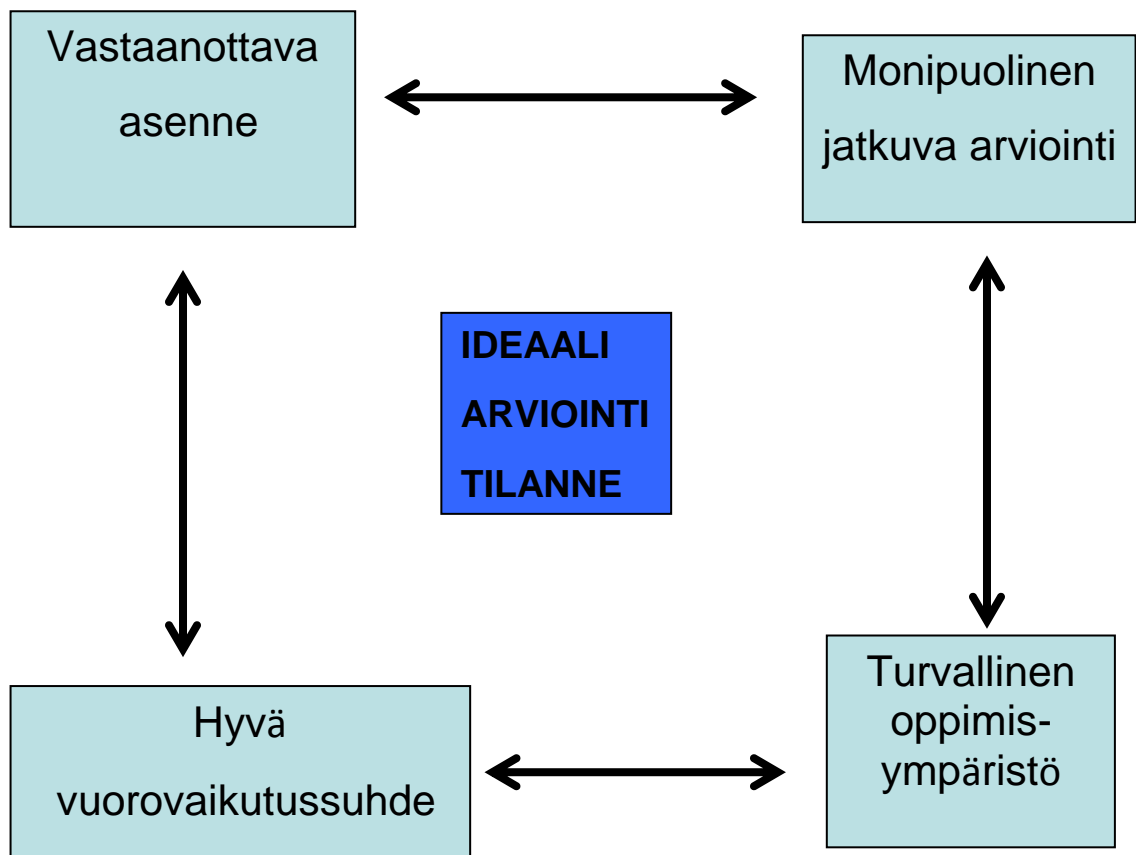 Vastaanottava
asenne
Monipuolinen
jatkuva arviointi
IDEAALI
ARVIOINTI
TILANNE
Hyvä
vuorovaikutussuhde
Turvallinen
oppimis-
ympäristö